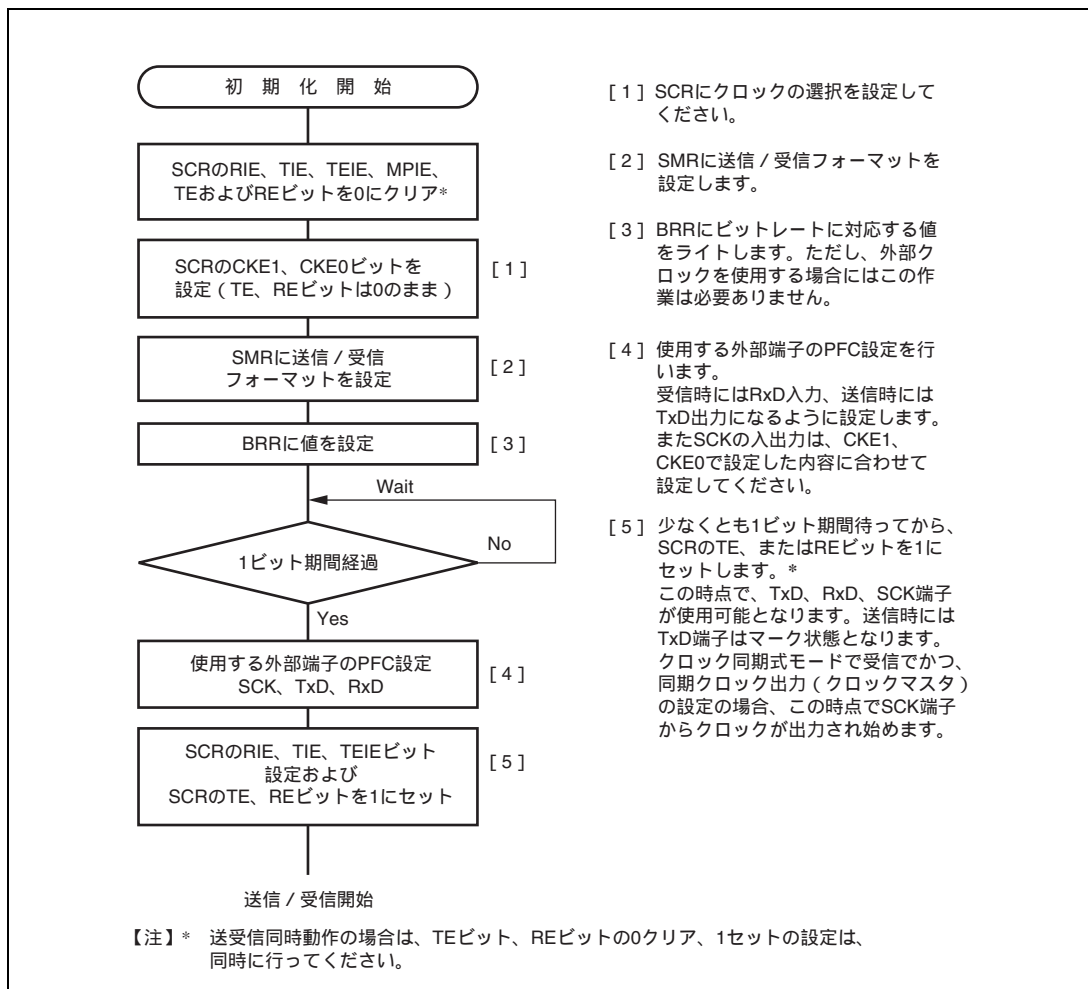 初 期 化 開 始
SCRのRIE、TIE、TEIE、MPIE、
TEおよびREビットを0にクリア*
SCRのCKE1、CKE0ビットを
設定（TE、REビットは0のまま）
[ 1 ]
SMRに送信 / 受信
フォーマットを設定
[ 2 ]
BRRに値を設定
[ 3 ]
Wait
1ビット期間経過
No
Yes
使用する外部端子のPFC設定
SCK、TxD、RxD
[ 4 ]
SCRのRIE、TIE、TEIEビット
設定および
SCRのTE、REビットを1にセット
[ 5 ]
送信 / 受信開始
[ 1 ] SCRにクロックの選択を設定して
ください。
[ 2 ] SMRに送信 / 受信フォーマットを
設定します。
[ 3 ] BRRにビットレートに対応する値
をライトします。ただし、外部ク
ロックを使用する場合にはこの作
業は必要ありません。
[ 4 ] 使用する外部端子のPFC設定を行
います。
受信時にはRxD入力、送信時には
TxD出力になるように設定します。
またSCKの入出力は、CKE1、
CKE0で設定した内容に合わせて
設定してください。
[ 5 ] 少なくとも1ビット期間待ってから、
SCRのTE、またはREビットを1に
セットします。*
この時点で、TxD、RxD、SCK端子
が使用可能となります。送信時には
TxD端子はマーク状態となります。
クロック同期式モードで受信でかつ、
同期クロック出力（クロックマスタ）
の設定の場合、この時点でSCK端子
からクロックが出力され始めます。
【注】* 送受信同時動作の場合は、TEビット、REビットの0クリア、1セットの設定は、
同時に行ってください。